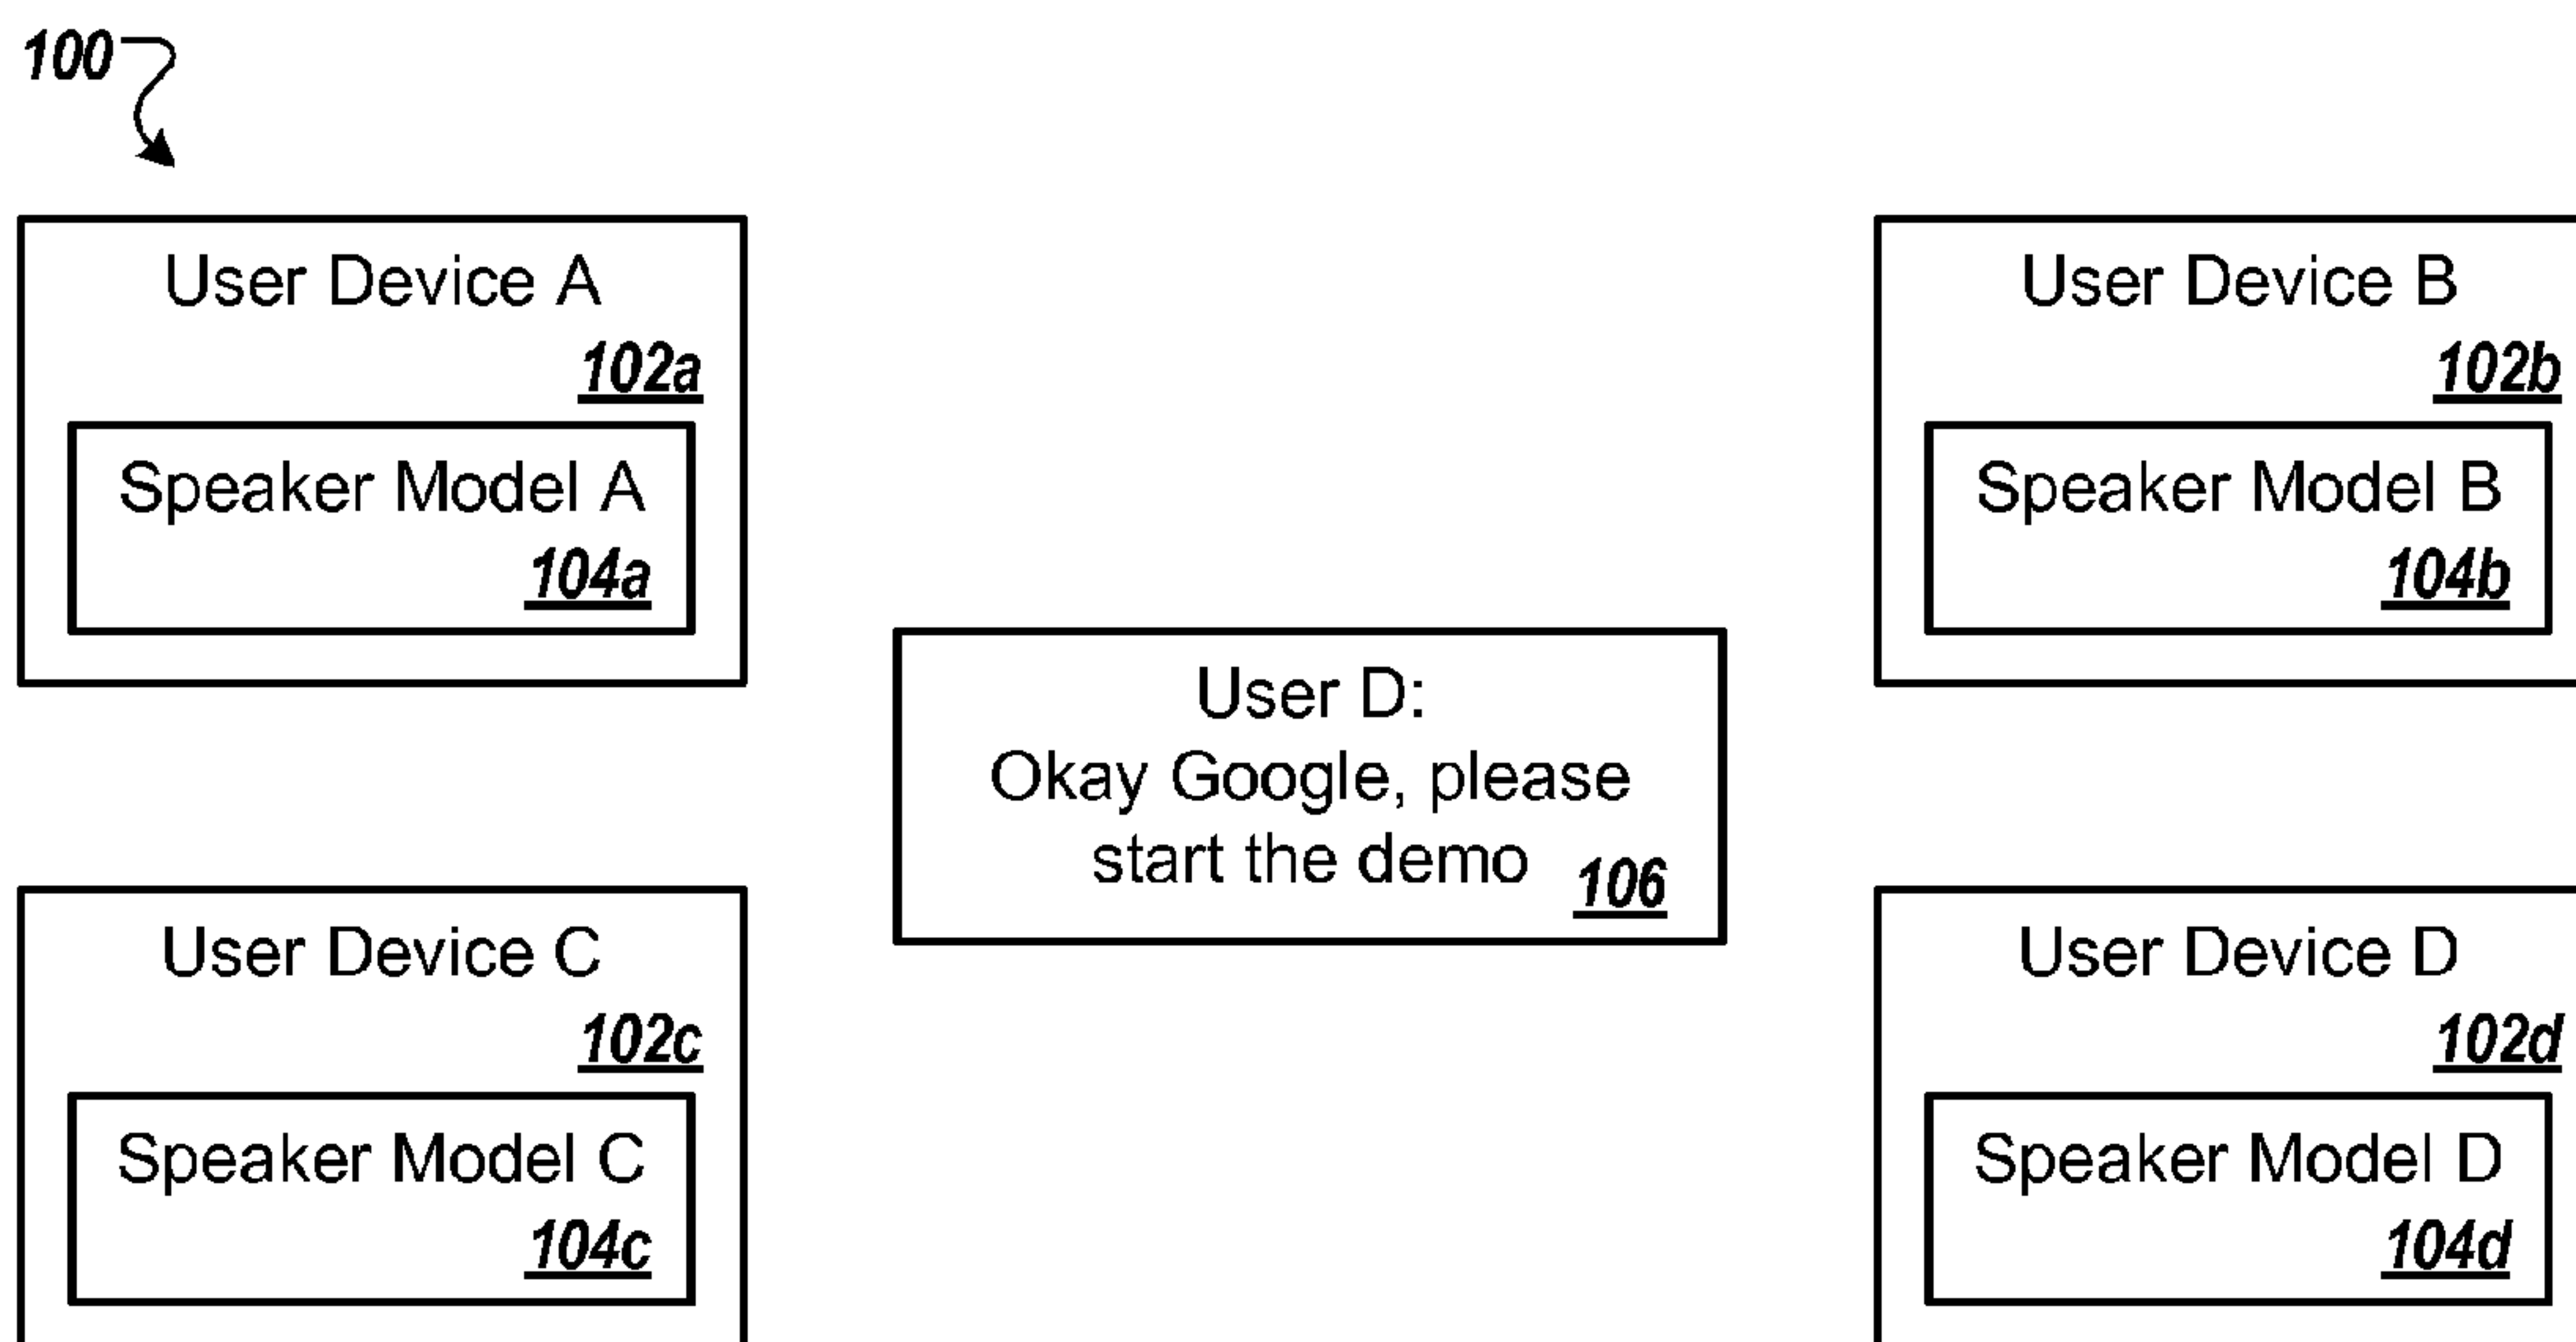 100
User Device A
102a
Speaker Model A
104a
User Device B
102b
Speaker Model B
104b
User D:
Okay Google, please
start the demo
106
User Device C
102c
Speaker Model C
104c
User Device D
102d
Speaker Model D
104d